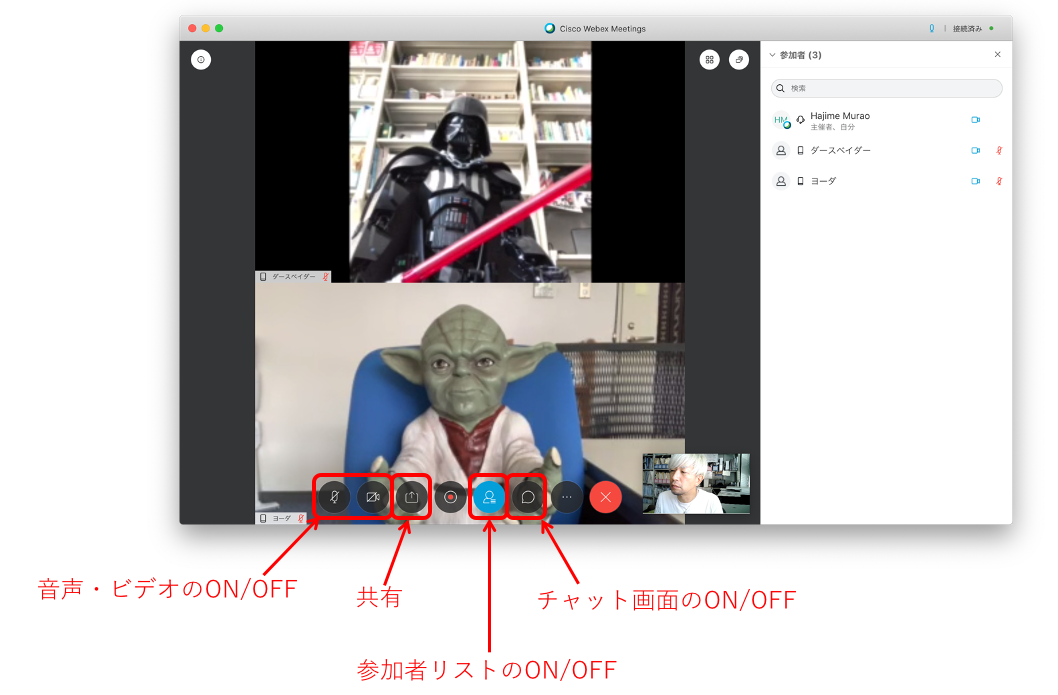 Cisco Webex Meetings
接続済み
参加者 (3)
検索
HM
Hajime Murao
主催者、自分
ダースベイダー
ヨーダ
ダースベイダー
ヨーダ
音声・ビデオのON/OFF
共有
チャット画面のON/OFF
参加者リストのON/OFF